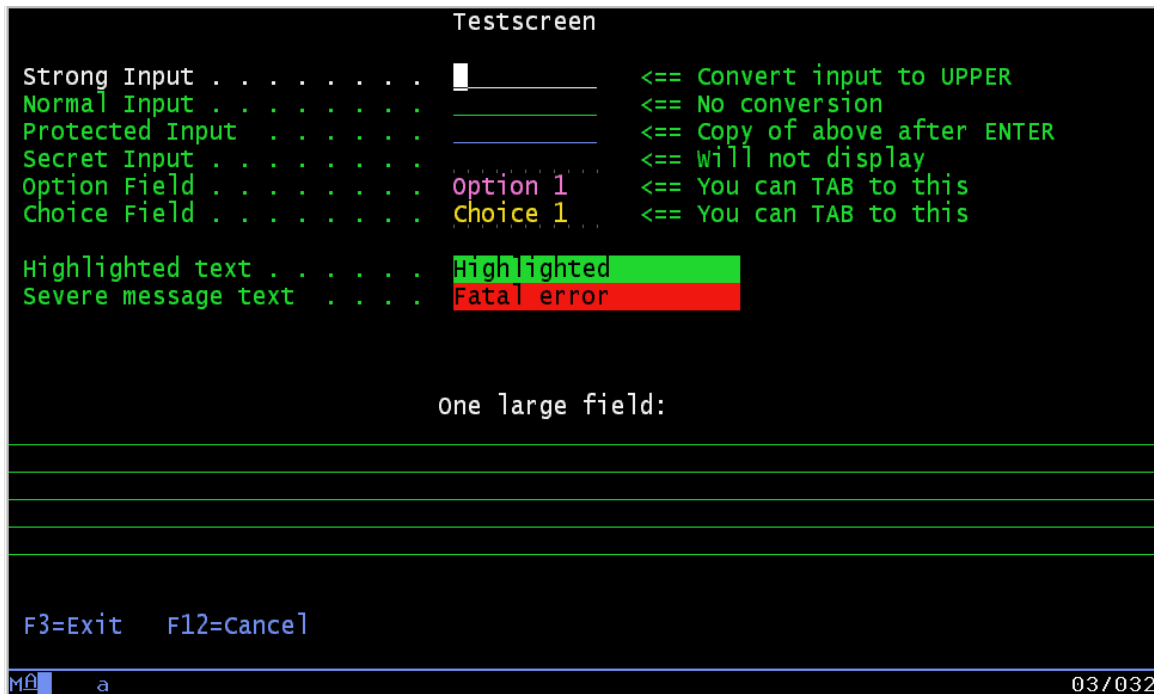 Testscreen
Strong Input . . . . . . . . <== Convert input to UPPER
Normal Input . . . . . . . . <== No conversion
Protected Input . . . . . . <== Copy of above after ENTER
Secret Input . . . . . . . . <== Will not display
Option Field . . . . . . . . Option 1 <== You can TAB to this
Choice Field . . . . . . . . Choice 1 <== You can TAB to this
Highlighted text . . . . . . Highlighted
Severe message text . . . . Fatal error
One large field:
F3=Exit F12=Cancel
MA a 03/032